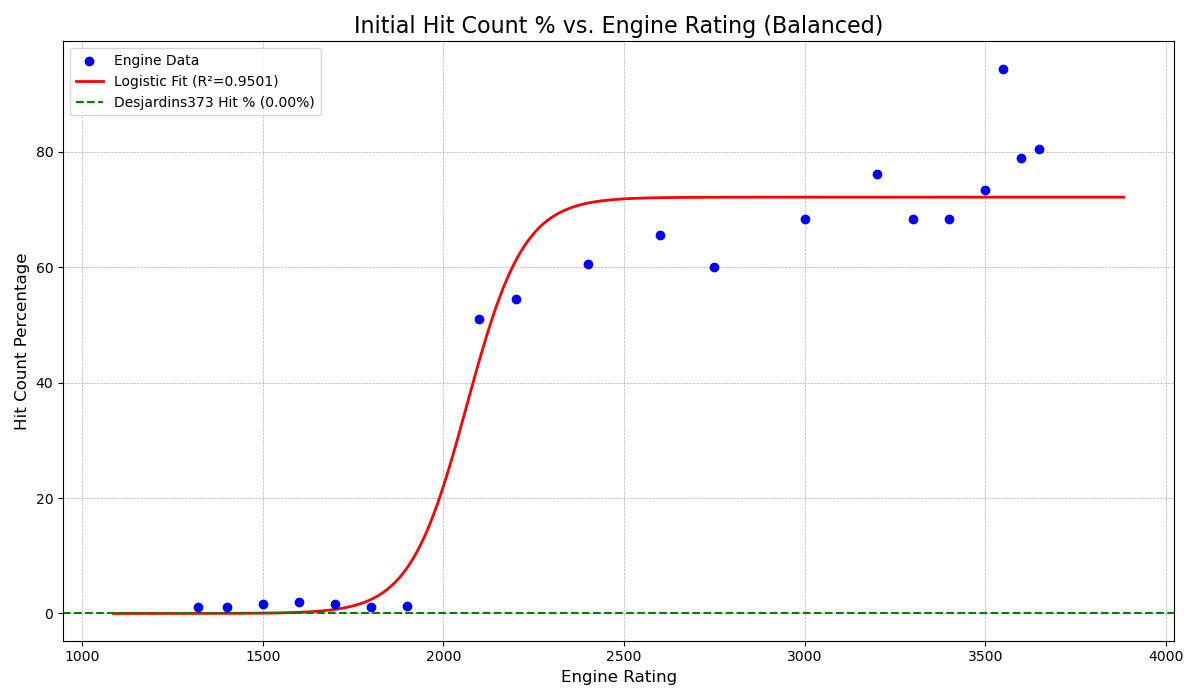 Initial Hit Count % vs. Engine Rating (Balanced)
Engine Data
Logistic Fit (R²=0.9501)
Desjardins373 Hit % (0.00%)
Hit Count Percentage
80
60
40
20
0
1000 1500 2000 2500 3000 3500 4000
Engine Rating